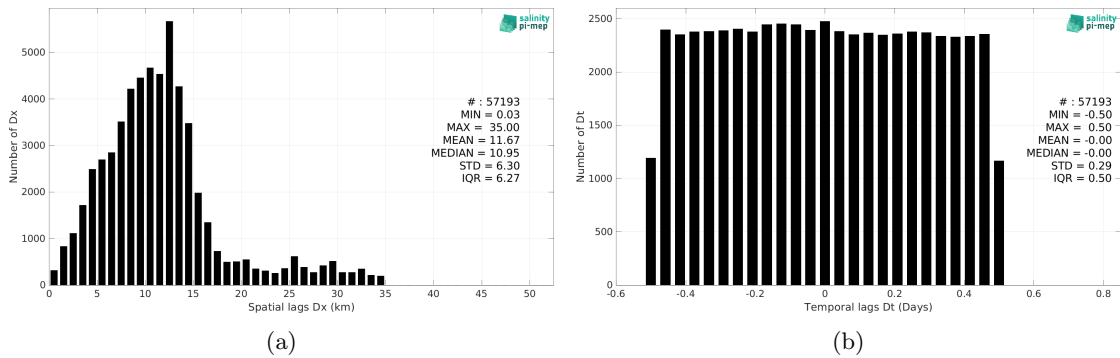 salinity
pi-mep
Number of Dx
5000
4000
3000
2000
1000
0
# : 57193
MIN = 0.03
MAX = 35.00
MEAN = 11.67
MEDIAN = 10.95
STD = 6.30
IQR = 6.27
0 5 10 15 20 25 30 35 40 45 50
Spatial lags Dx (km)
(a)
salinity
pi-mep
Number of Dt
2500
2000
1500
1000
500
0
# : 57193
MIN = -0.50
MAX = 0.50
MEAN = -0.00
MEDIAN = -0.00
STD = 0.29
IQR = 0.50
-0.6 -0.4 -0.2 0 0.2 0.4 0.6 0.8
Temporal lags Dt (Days)
(b)